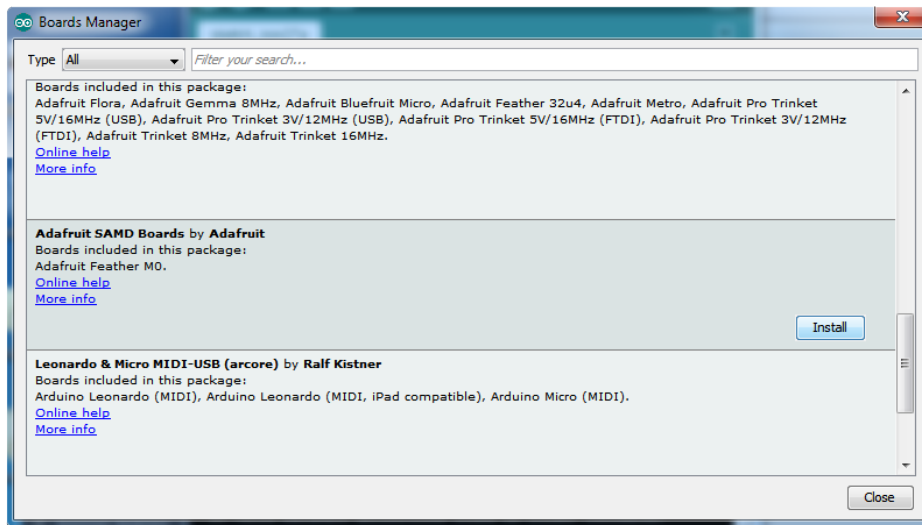 Boards Manager
Type All Filter your search...
Boards included in this package:
Adafruit Flora, Adafruit Gemma 8MHz, Adafruit Bluefruit Micro, Adafruit Feather 32u4, Adafruit Metro, Adafruit Pro Trinket
5V/16MHz (USB), Adafruit Pro Trinket 3V/12MHz (USB), Adafruit Pro Trinket 5V/16MHz (FTDI), Adafruit Pro Trinket 3V/12MHz
(FTDI), Adafruit Trinket 8MHz, Adafruit Trinket 16MHz.
Online help
More info
Adafruit SAMD Boards by Adafruit
Boards included in this package:
Adafruit Feather M0.
Online help
More info
Install
Leonardo & Micro MIDI-USB (arcore) by Ralf Kistner
Boards included in this package:
Arduino Leonardo (MIDI), Arduino Leonardo (MIDI, iPad compatible), Arduino Micro (MIDI).
Online help
More info
Close